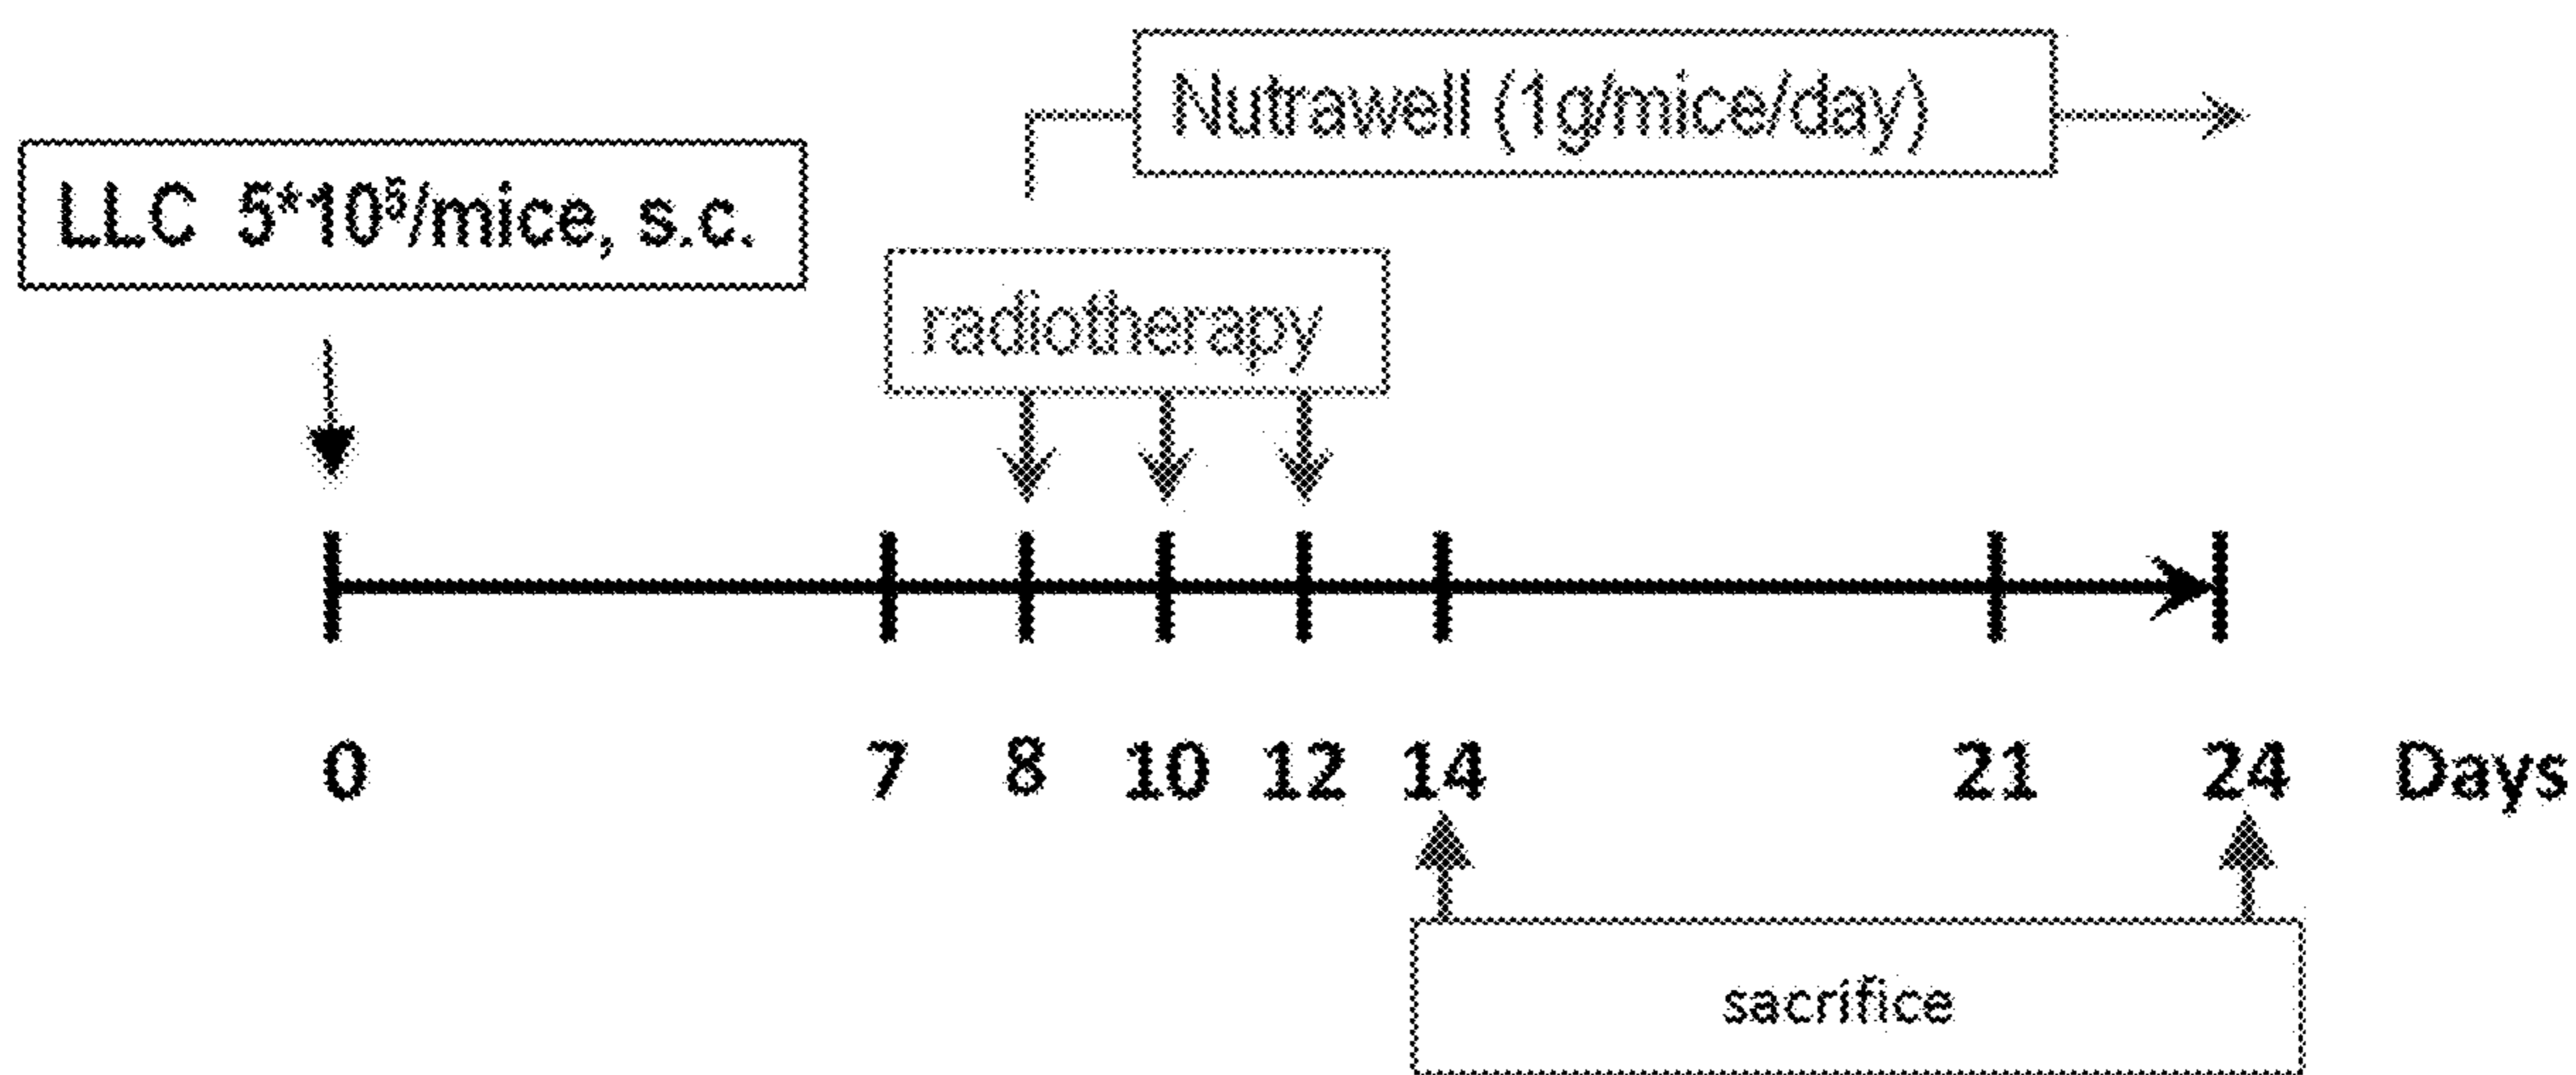 Nutrawell (1g/mice/day)
LLC 5*10⁵/mice, s.c.
radiotherapy
0 7 8 10 12 14 21 24 Days
sacrifice